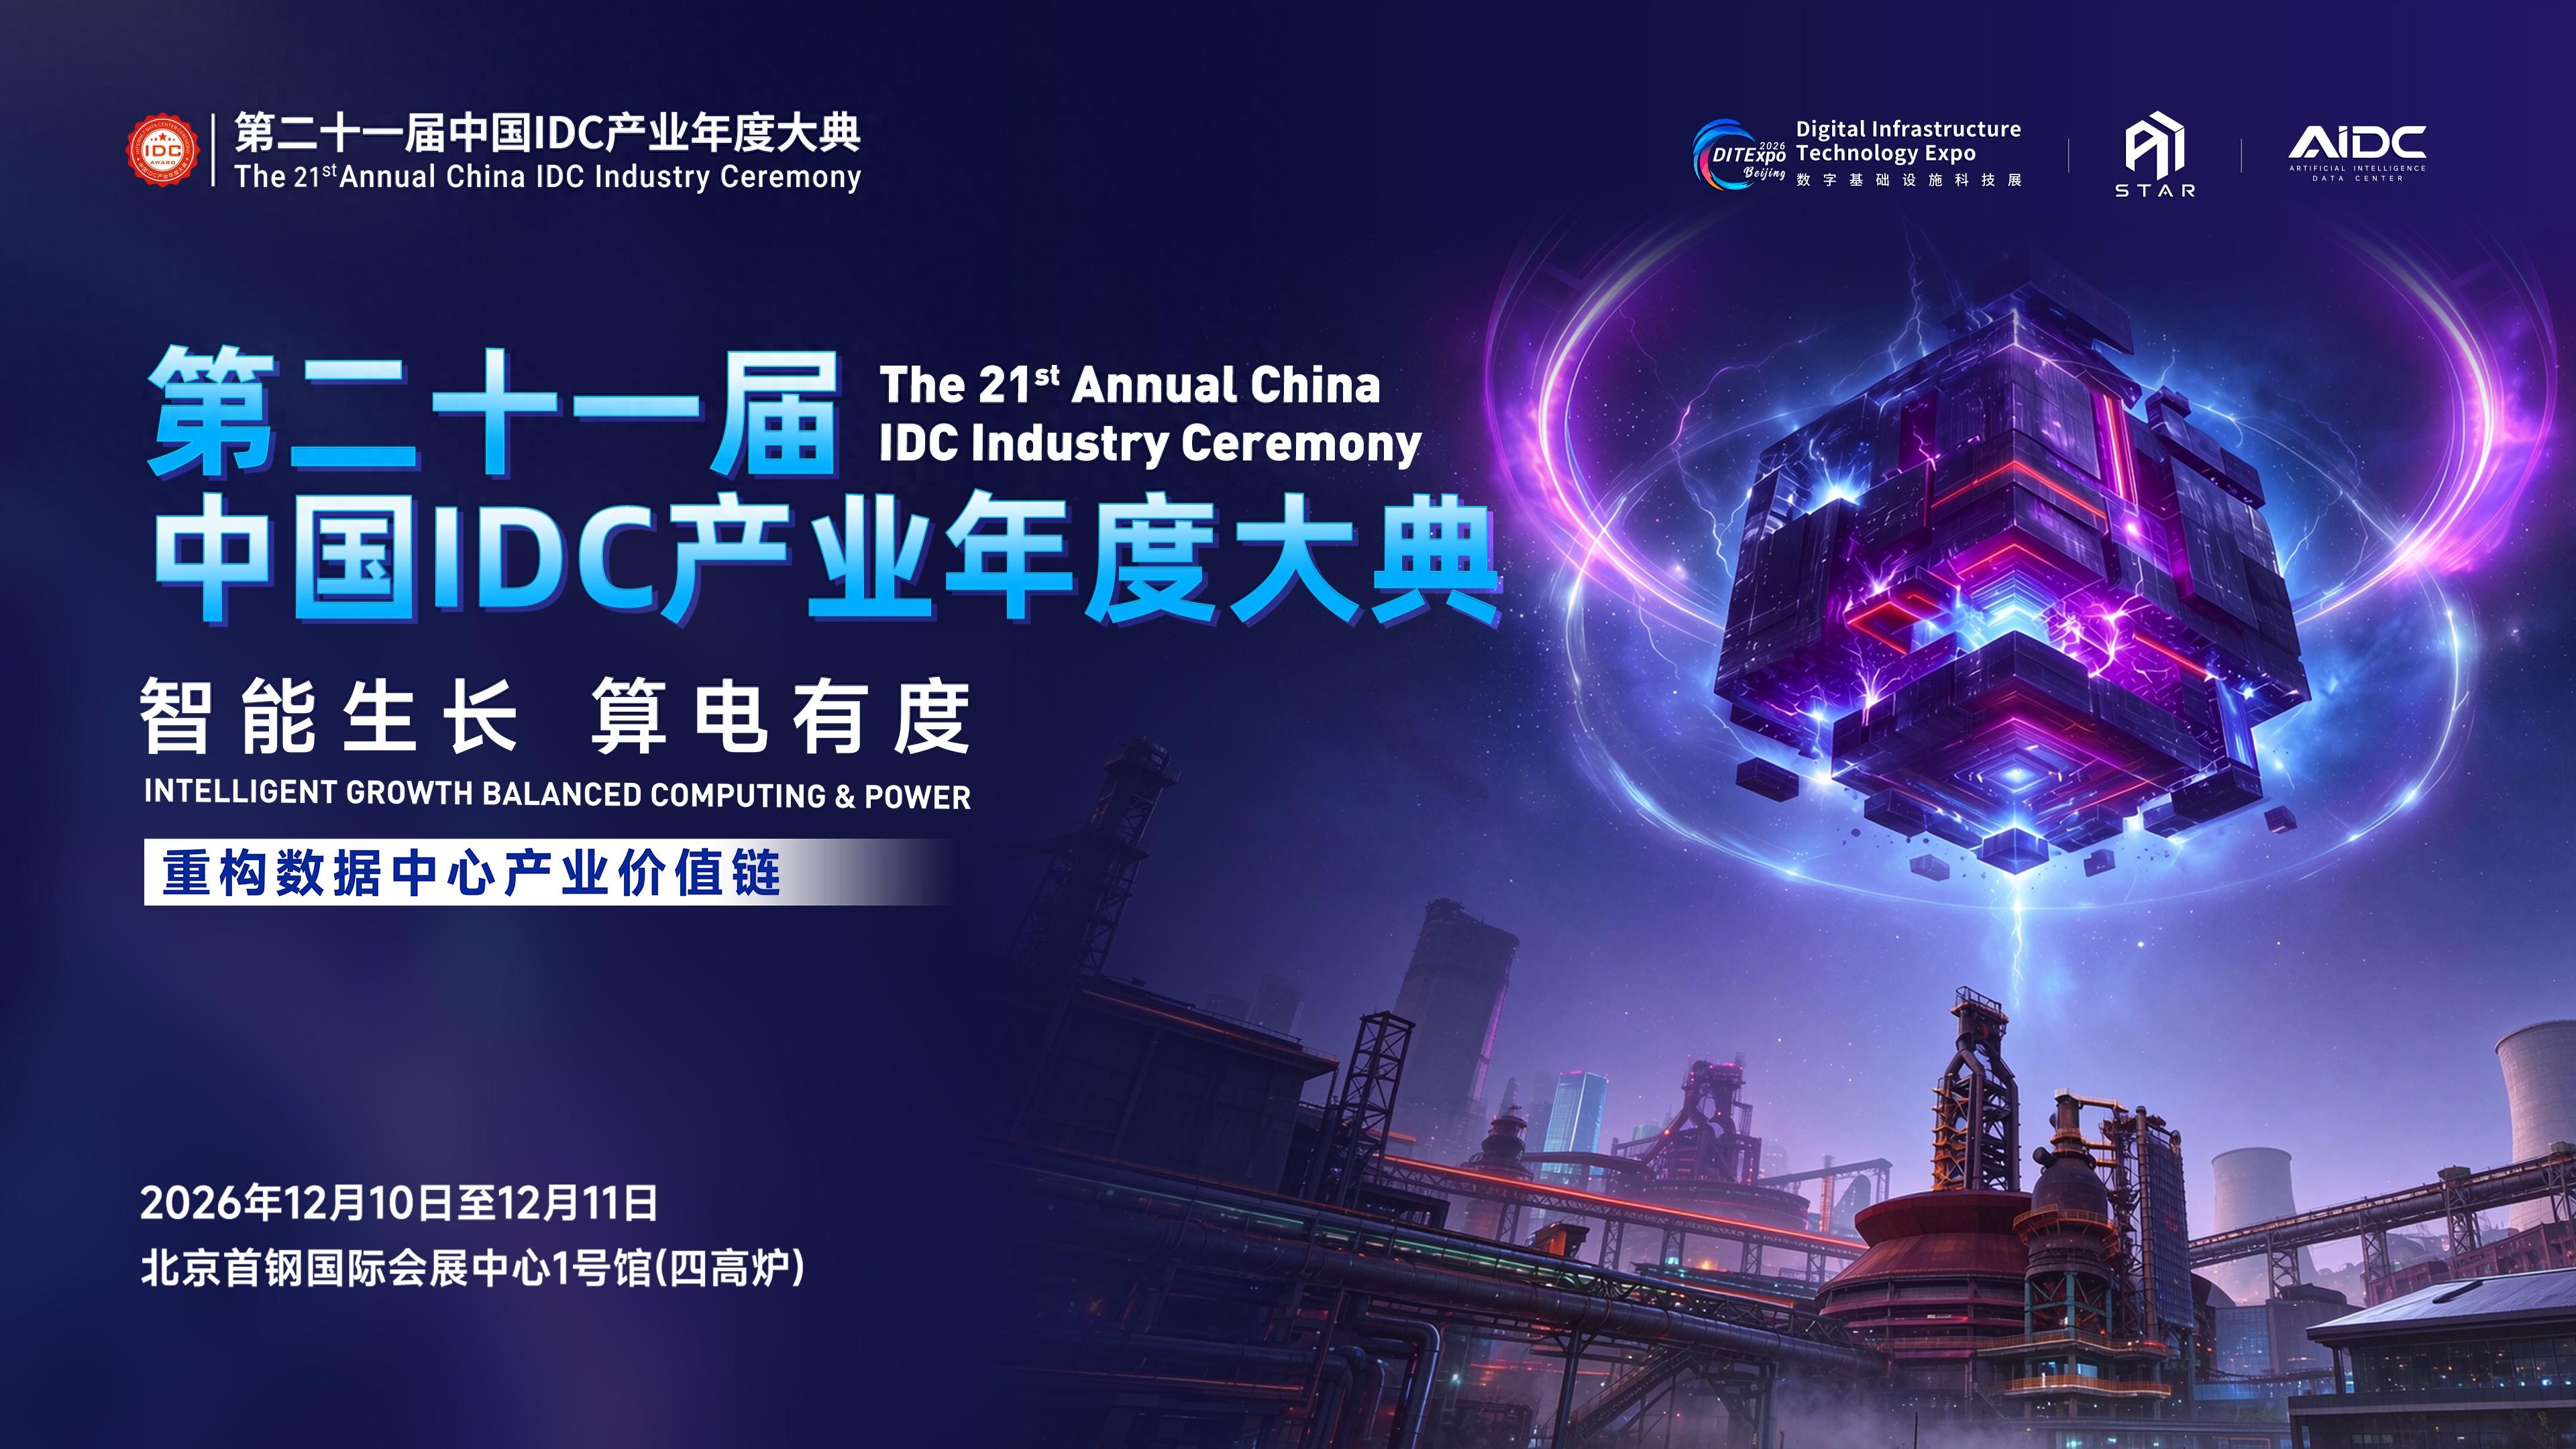 IDC
AWARD
第二十一届中国IDC产业年度大典
The 21st Annual China IDC Industry Ceremony
2026
DITExpo
Beijing
Digital Infrastructure
Technology Expo
数字基础设施科技展
STAR
AIDC
ARTIFICIAL INTELLIGENCE
DATA CENTER
第二十一届
The 21st Annual China
IDC Industry Ceremony
中国IDC产业年度大典
智能生长 算电有度
INTELLIGENT GROWTH BALANCED COMPUTING & POWER
重构数据中心产业价值链
2026年12月10日至12月11日
北京首钢国际会展中心1号馆(四高炉)